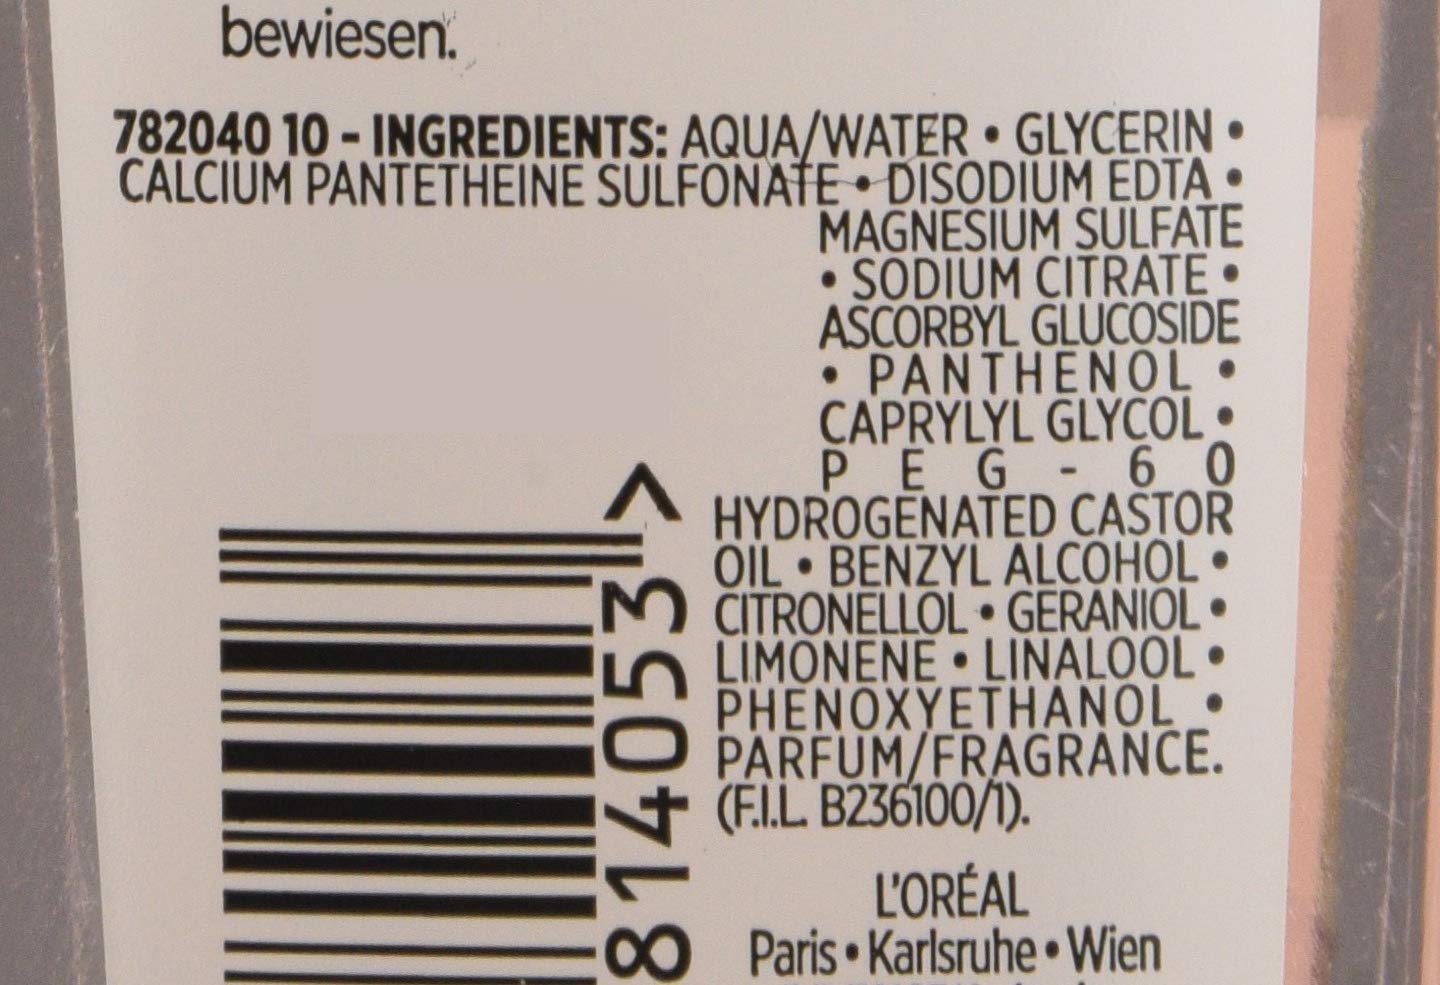 bewiesen.
782040 10 - INGREDIENTS: AQUA/WATER • GLYCERIN •
CALCIUM PANTETHEINE SULFONATE • DISODIUM EDTA •
MAGNESIUM SULFATE
• SODIUM CITRATE •
ASCORBYL GLUCOSIDE
• PANTHENOL •
CAPRYLYL GLYCOL •
PEG-60
HYDROGENATED CASTOR
OIL • BENZYL ALCOHOL •
CITRONELLOL • GERANIOL •
LIMONENE • LINALOOL •
PHENOXYETHANOL •
PARFUM/FRAGRANCE.
(F.I.L. B236100/1).
814053 >
L'ORÉAL
Paris • Karlsruhe • Wien